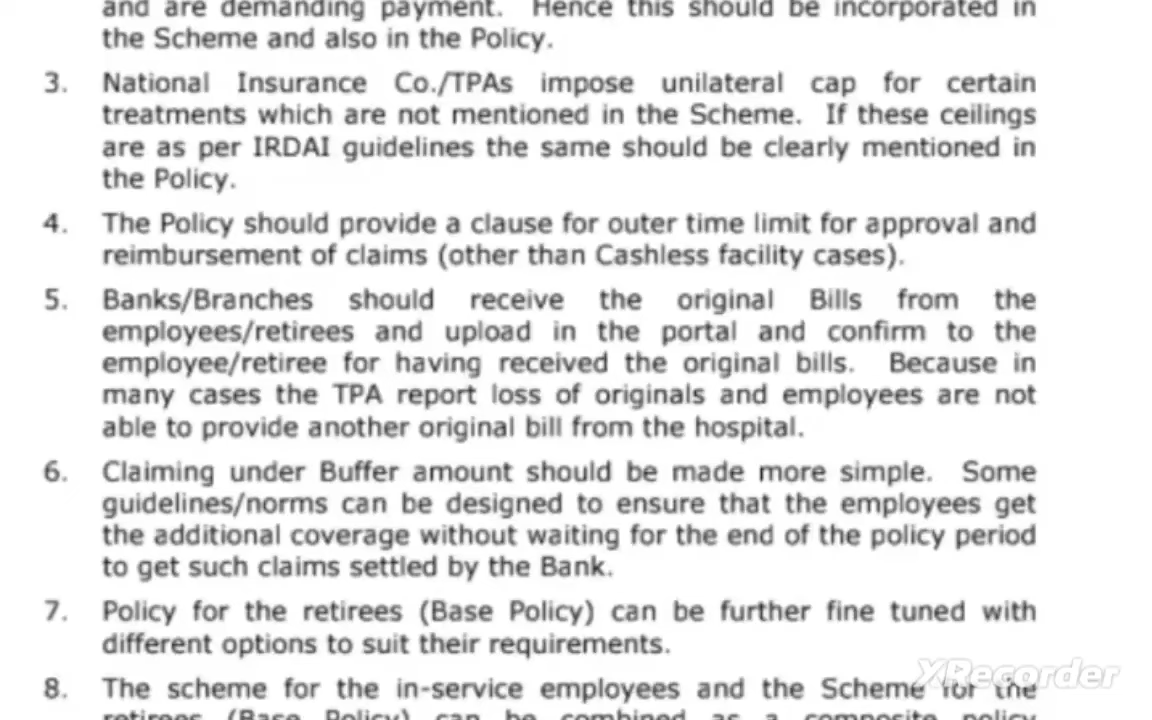 and are demanding payment. Hence this should be incorporated in
the Scheme and also in the Policy.
3. National Insurance Co./TPAs impose unilateral cap for certain
treatments which are not mentioned in the Scheme. If these ceilings
are as per IRDAI guidelines the same should be clearly mentioned in
the Policy.
4. The Policy should provide a clause for outer time limit for approval and
reimbursement of claims (other than Cashless facility cases).
5. Banks/Branches should receive the original Bills from the
employees/retirees and upload in the portal and confirm to the
employee/retiree for having received the original bills. Because in
many cases the TPA report loss of originals and employees are not
able to provide another original bill from the hospital.
6. Claiming under Buffer amount should be made more simple. Some
guidelines/norms can be designed to ensure that the employees get
the additional coverage without waiting for the end of the policy period
to get such claims settled by the Bank.
7. Policy for the retirees (Base Policy) can be further fine tuned with
different options to suit their requirements.
8. The scheme for the in-service employees and the Scheme for the
retirees (Base Policy) can be combined as a composite policy
XRecorder